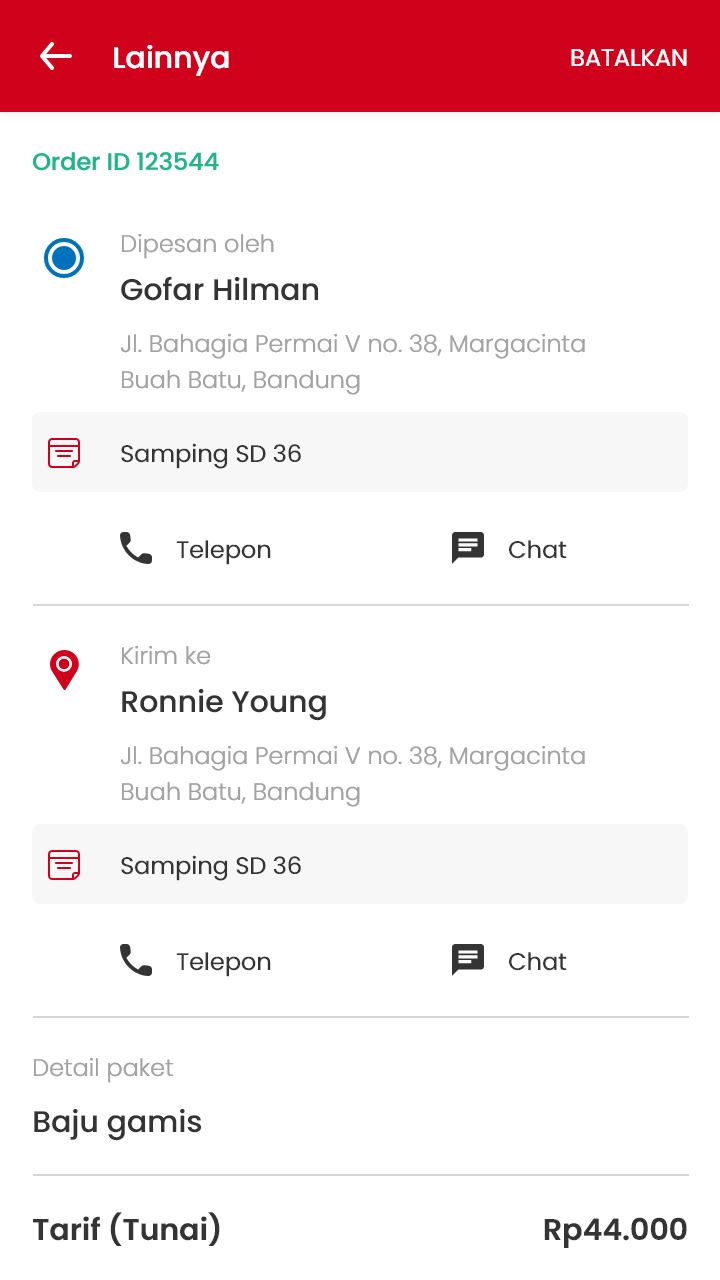 Lainnya
BATALKAN
Order ID 123544
Dipesan oleh
Gofar Hilman
Jl. Bahagia Permai V no. 38, Margacinta
Buah Batu, Bandung
Samping SD 36
Telepon
Chat
Kirim ke
Ronnie Young
Jl. Bahagia Permai V no. 38, Margacinta
Buah Batu, Bandung
Samping SD 36
Telepon
Chat
Detail paket
Baju gamis
Tarif (Tunai)
Rp44.000